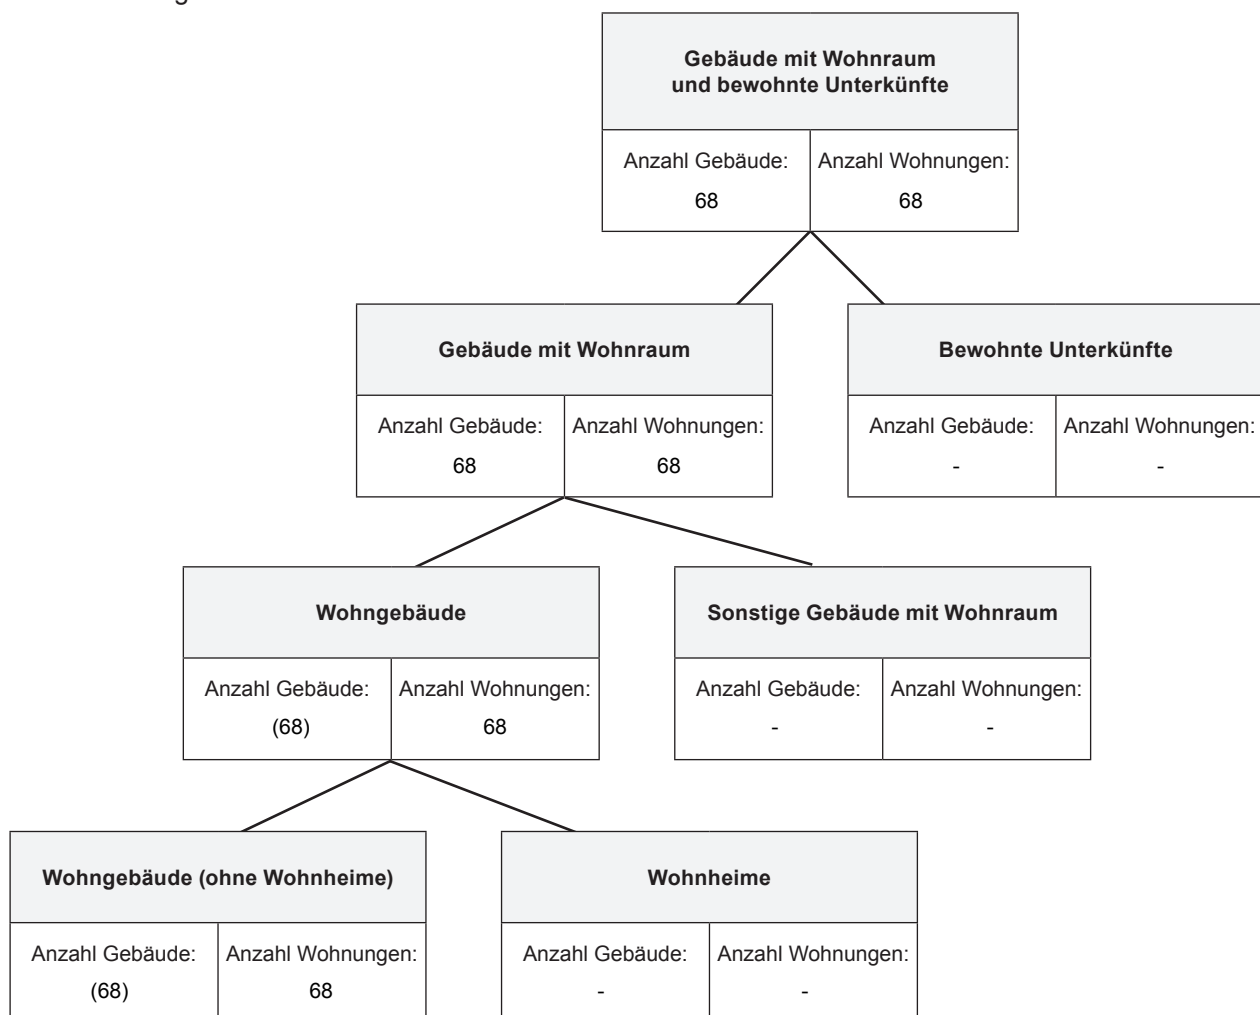 Gebäude mit Wohnraum
und bewohnte Unterkünfte
Anzahl Gebäude: Anzahl Wohnungen:
68 68
Gebäude mit Wohnraum
Anzahl Gebäude: Anzahl Wohnungen:
68 68
Bewohnte Unterkünfte
Anzahl Gebäude: Anzahl Wohnungen:
- -
Wohngebäude
Anzahl Gebäude: Anzahl Wohnungen:
(68) 68
Sonstige Gebäude mit Wohnraum
Anzahl Gebäude: Anzahl Wohnungen:
- -
Wohngebäude (ohne Wohnheime)
Anzahl Gebäude: Anzahl Wohnungen:
(68) 68
Wohnheime
Anzahl Gebäude: Anzahl Wohnungen:
- -